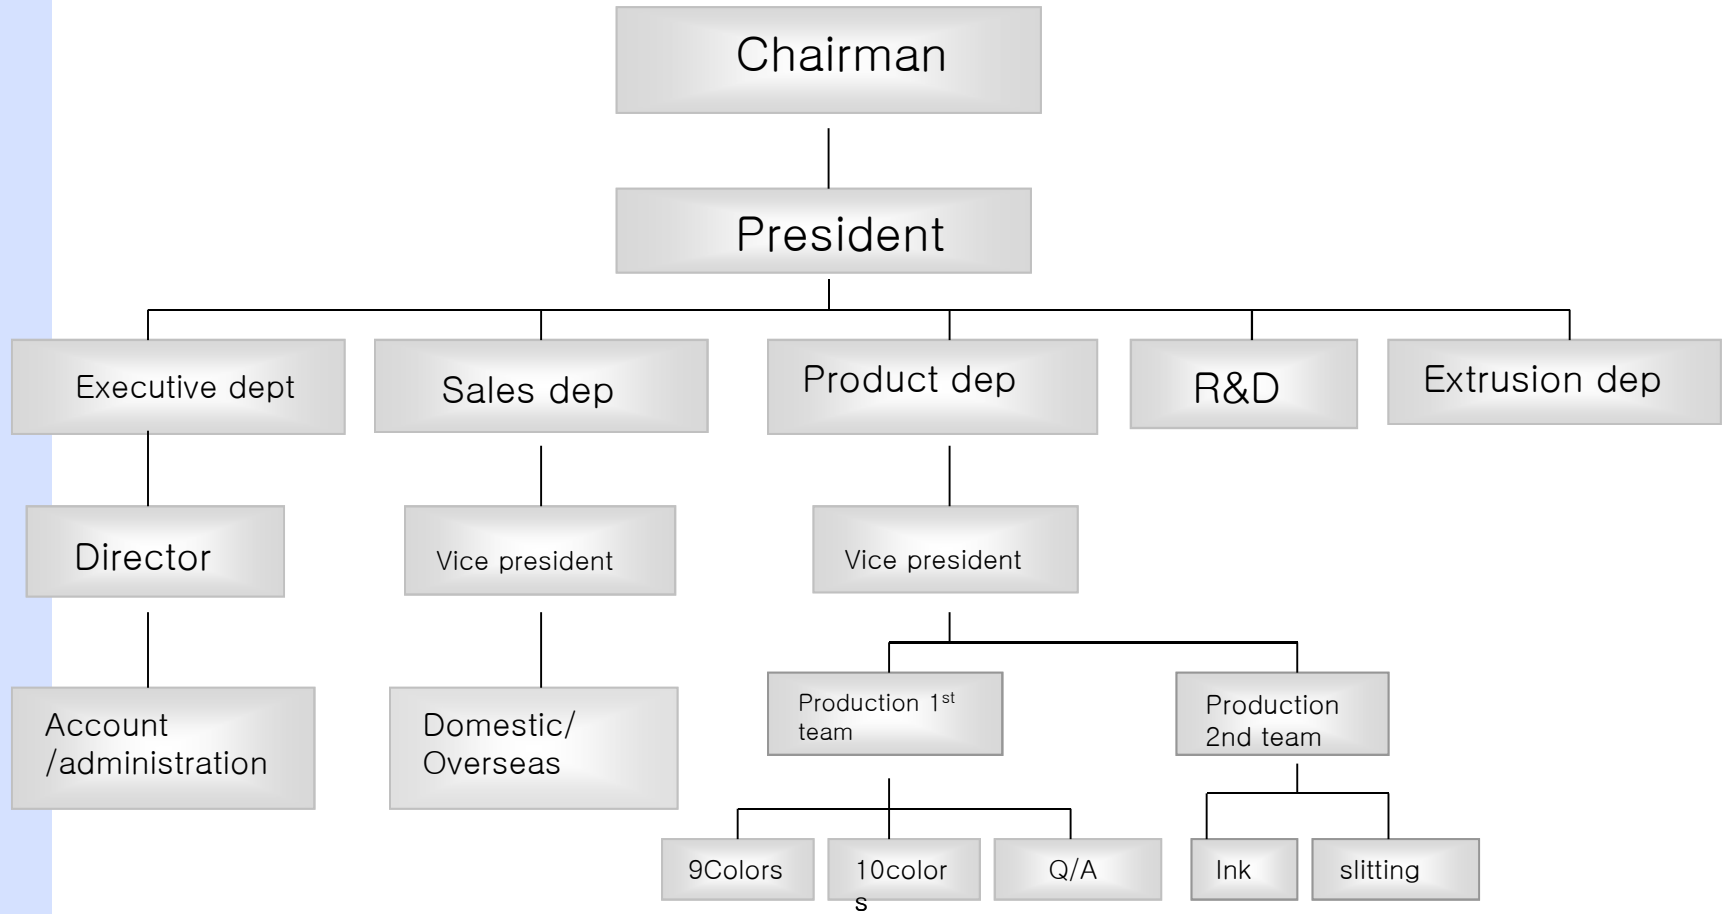 Chairman
President
Executive dept
Sales dep
Product dep
R&D
Extrusion dep
Director
Vice president
Vice president
Account
/administration
Domestic/
Overseas
Production 1st
team
Production
2nd team
9Colors
10color
s
Q/A
Ink
slitting